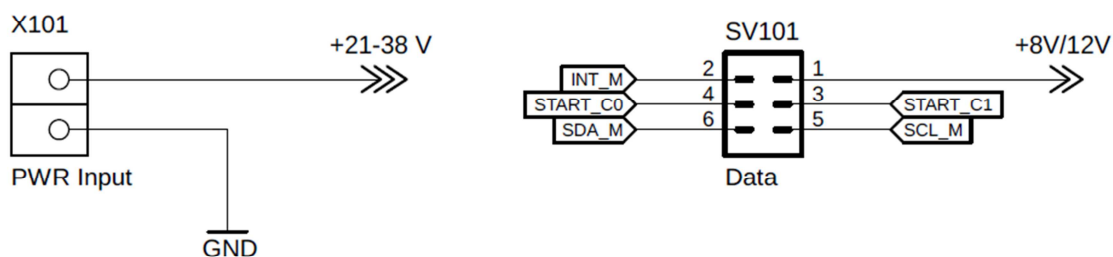 X101
+21-38 V
PWR Input
GND
SV101
+8V/12V
INT_M
2
1
START_C0
4
3
START_C1
SDA_M
6
5
SCL_M
Data